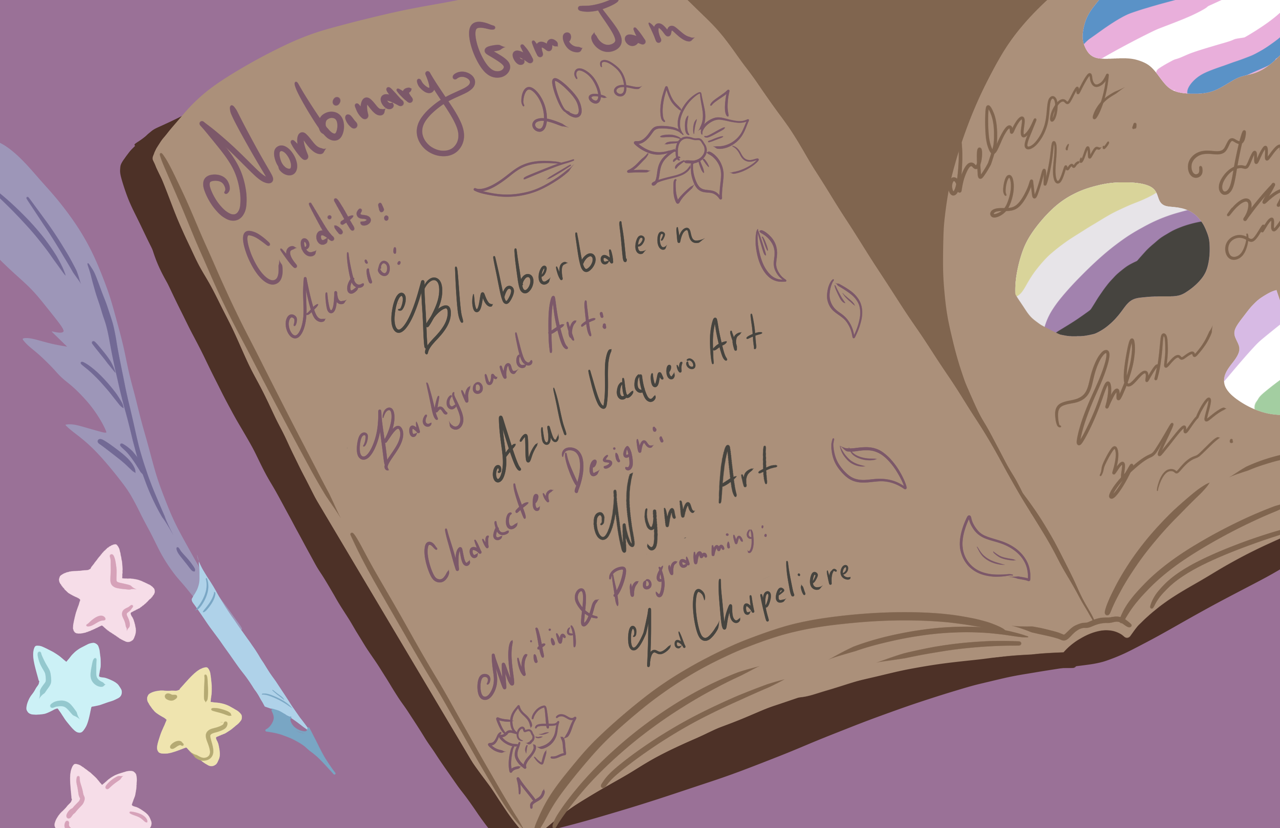 Nonbinary Game Jam
2022
Credits:
Audio:
Blubberbaleen
Background Art:
Azul Vaquero Art
Character Design:
Wynn Art
Writing & Programming:
La Chapeliere
1